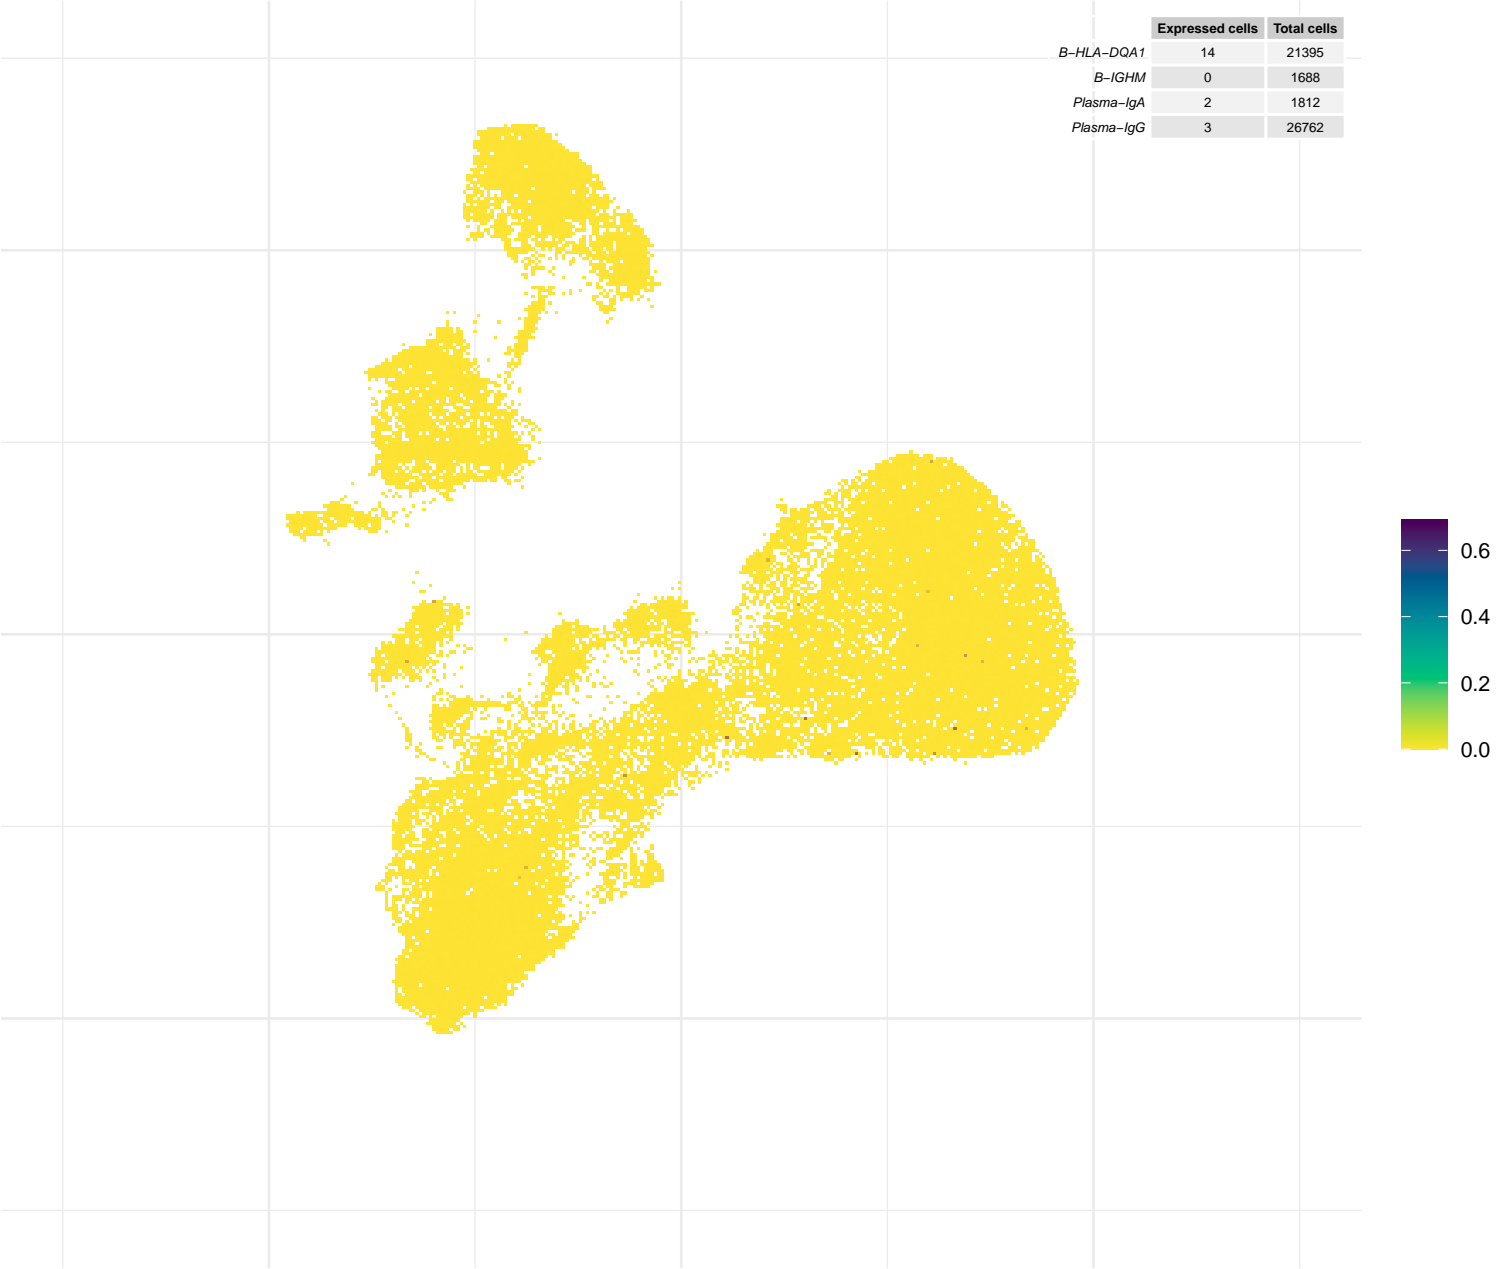 Expressed cells Total cells
B−HLA−DQA1 14 21395
B−IGHM 0 1688
Plasma−IgA 2 1812
Plasma−IgG 3 26762
0.6
0.4
0.2
0.0